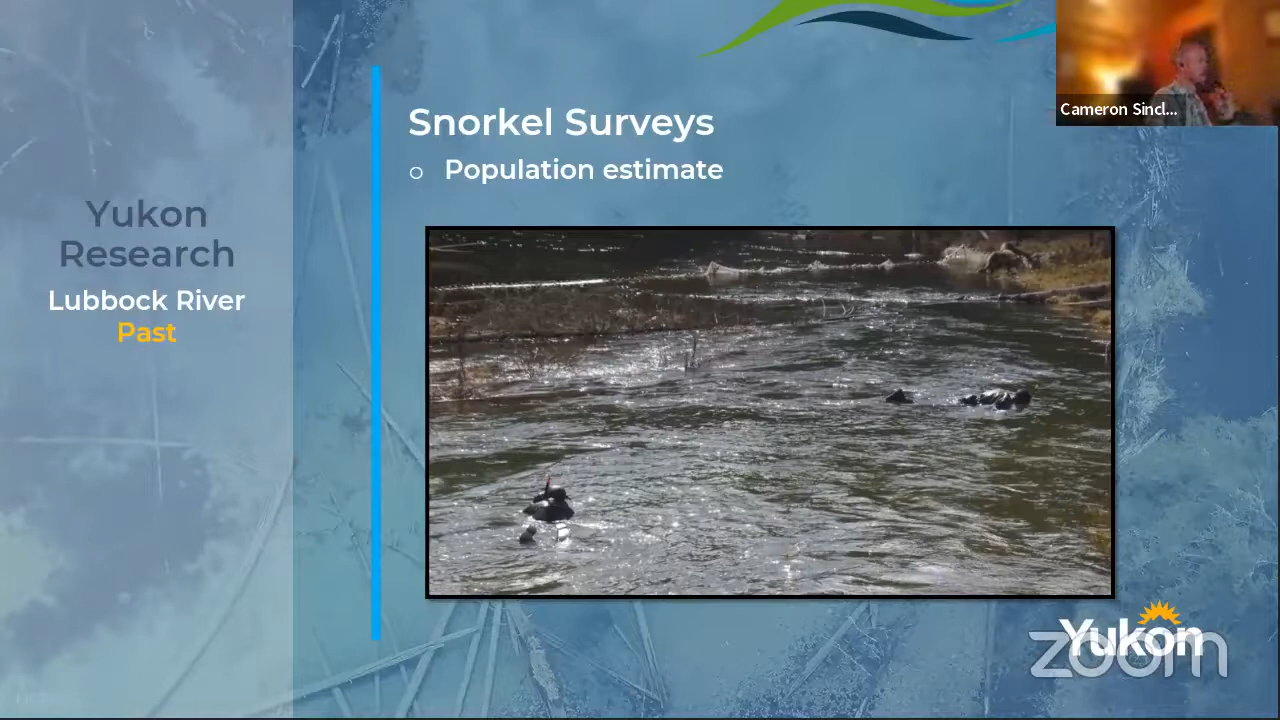 Snorkel Surveys
o Population estimate
Yukon
Research
Lubbock River
Past
Cameron Sincl...
Yukon
zoom